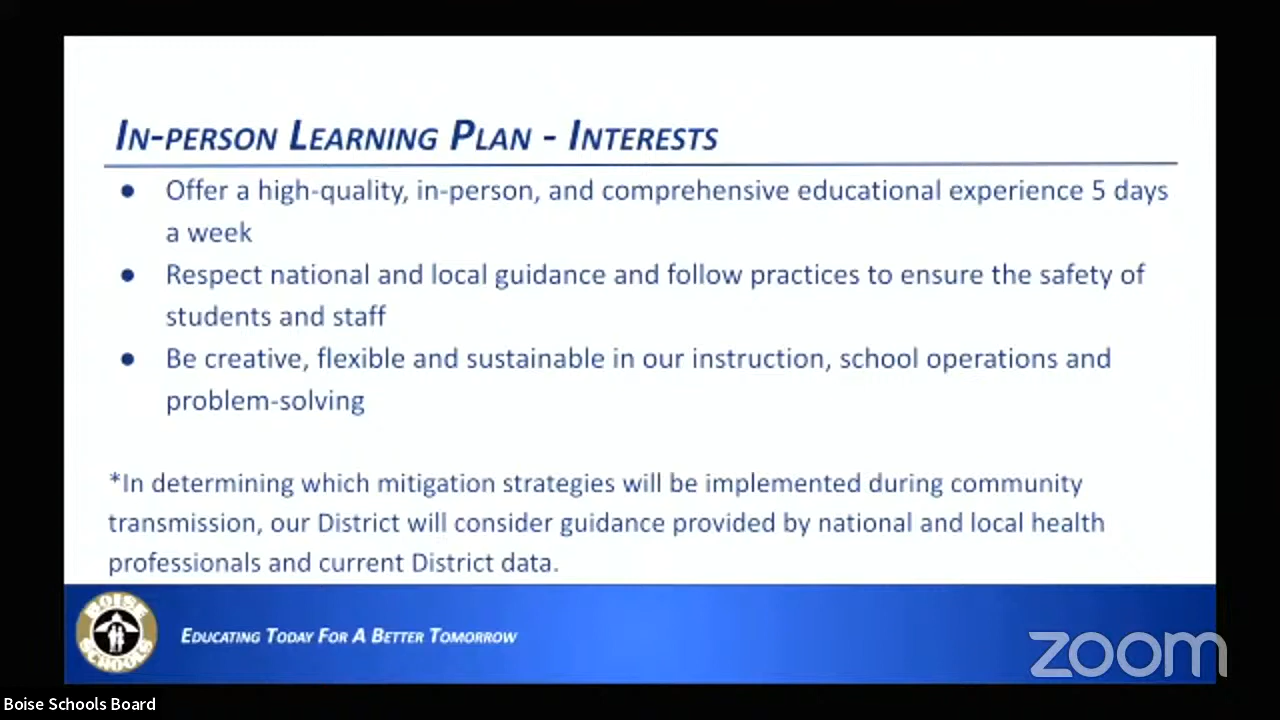 IN-PERSON LEARNING PLAN - INTERESTS
● Offer a high-quality, in-person, and comprehensive educational experience 5 days
a week
● Respect national and local guidance and follow practices to ensure the safety of
students and staff
● Be creative, flexible and sustainable in our instruction, school operations and
problem-solving
*In determining which mitigation strategies will be implemented during community
transmission, our District will consider guidance provided by national and local health
professionals and current District data.
BOISE
SCHOOLS
EDUCATING TODAY FOR A BETTER TOMORROW
zoom
Boise Schools Board